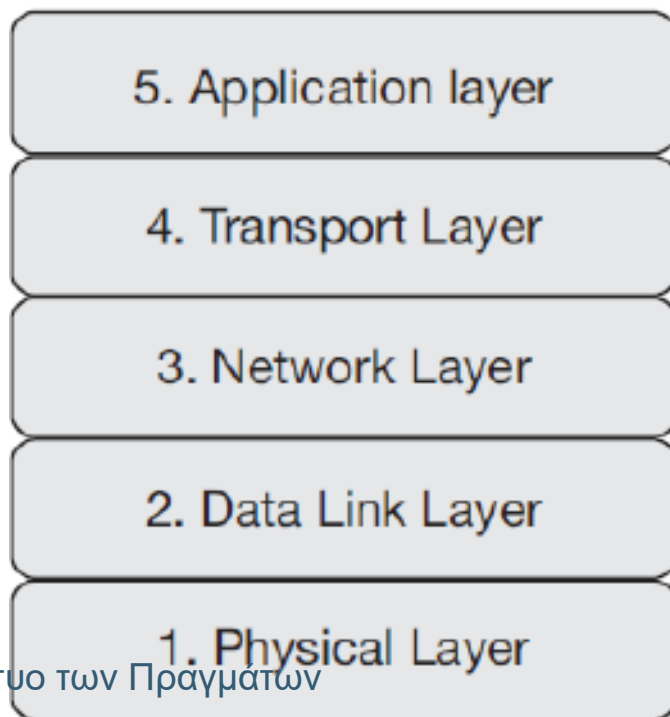 5. Application layer
4. Transport Layer
3. Network Layer
2. Data Link Layer
1. Physical Layer
των Πραγμάτων